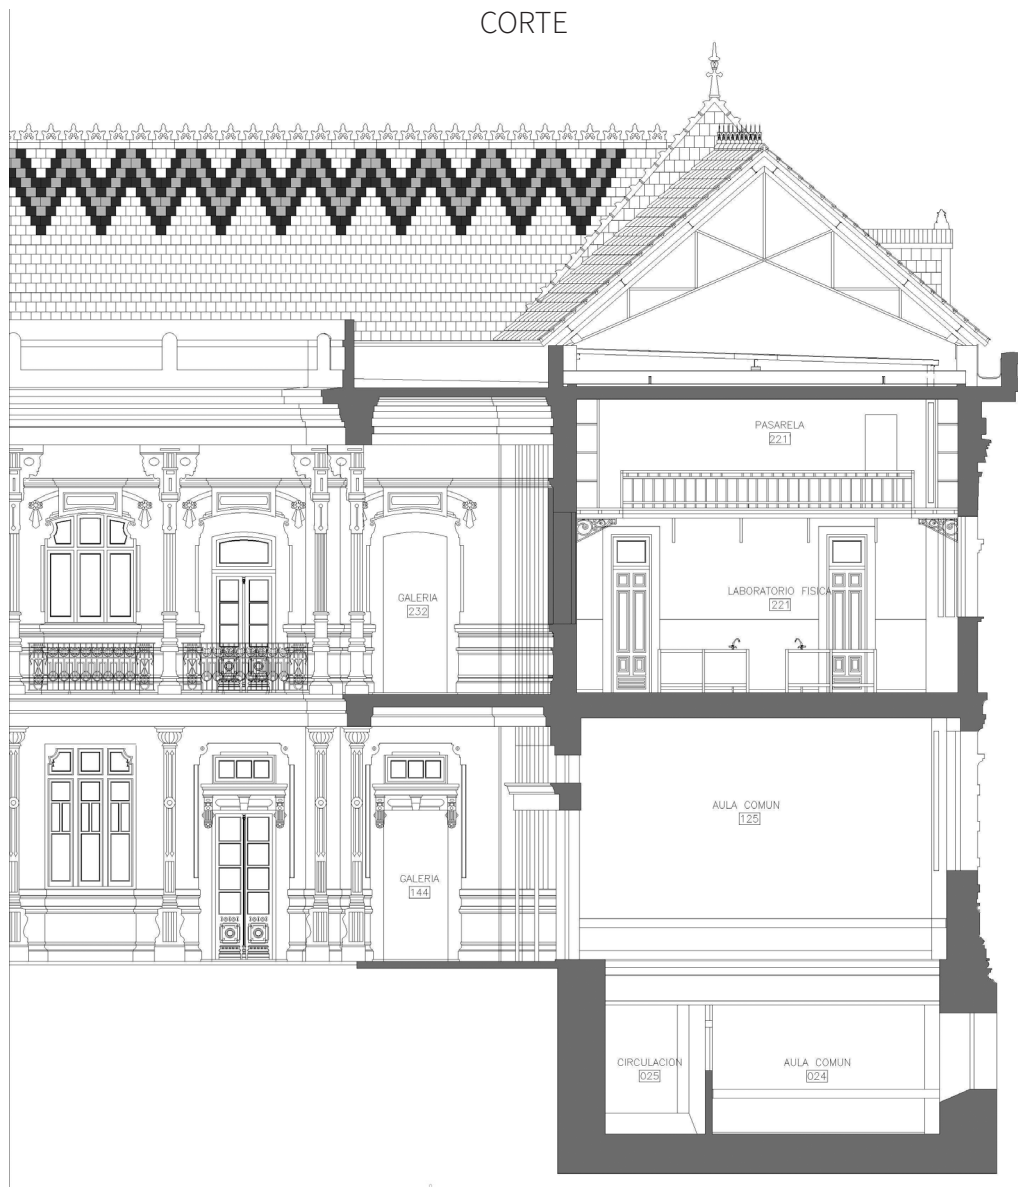 CORTE
PASARELA
221'
LABORATORIO FISICA
221
GALERIA
232
AULA COMUN
125
GALERIA
144
CIRCULACION
025
AULA COMUN
024